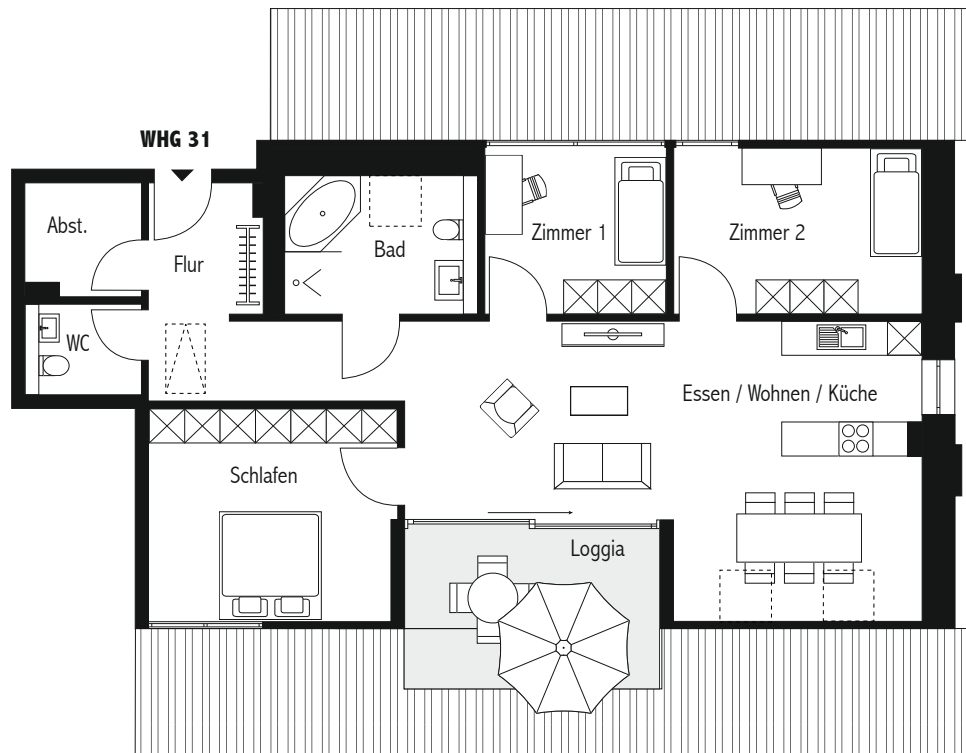 WHG 31
Abst.
Flur
Bad
Zimmer 1
Zimmer 2
WC
Essen / Wohnen / Küche
Schlafen
Loggia